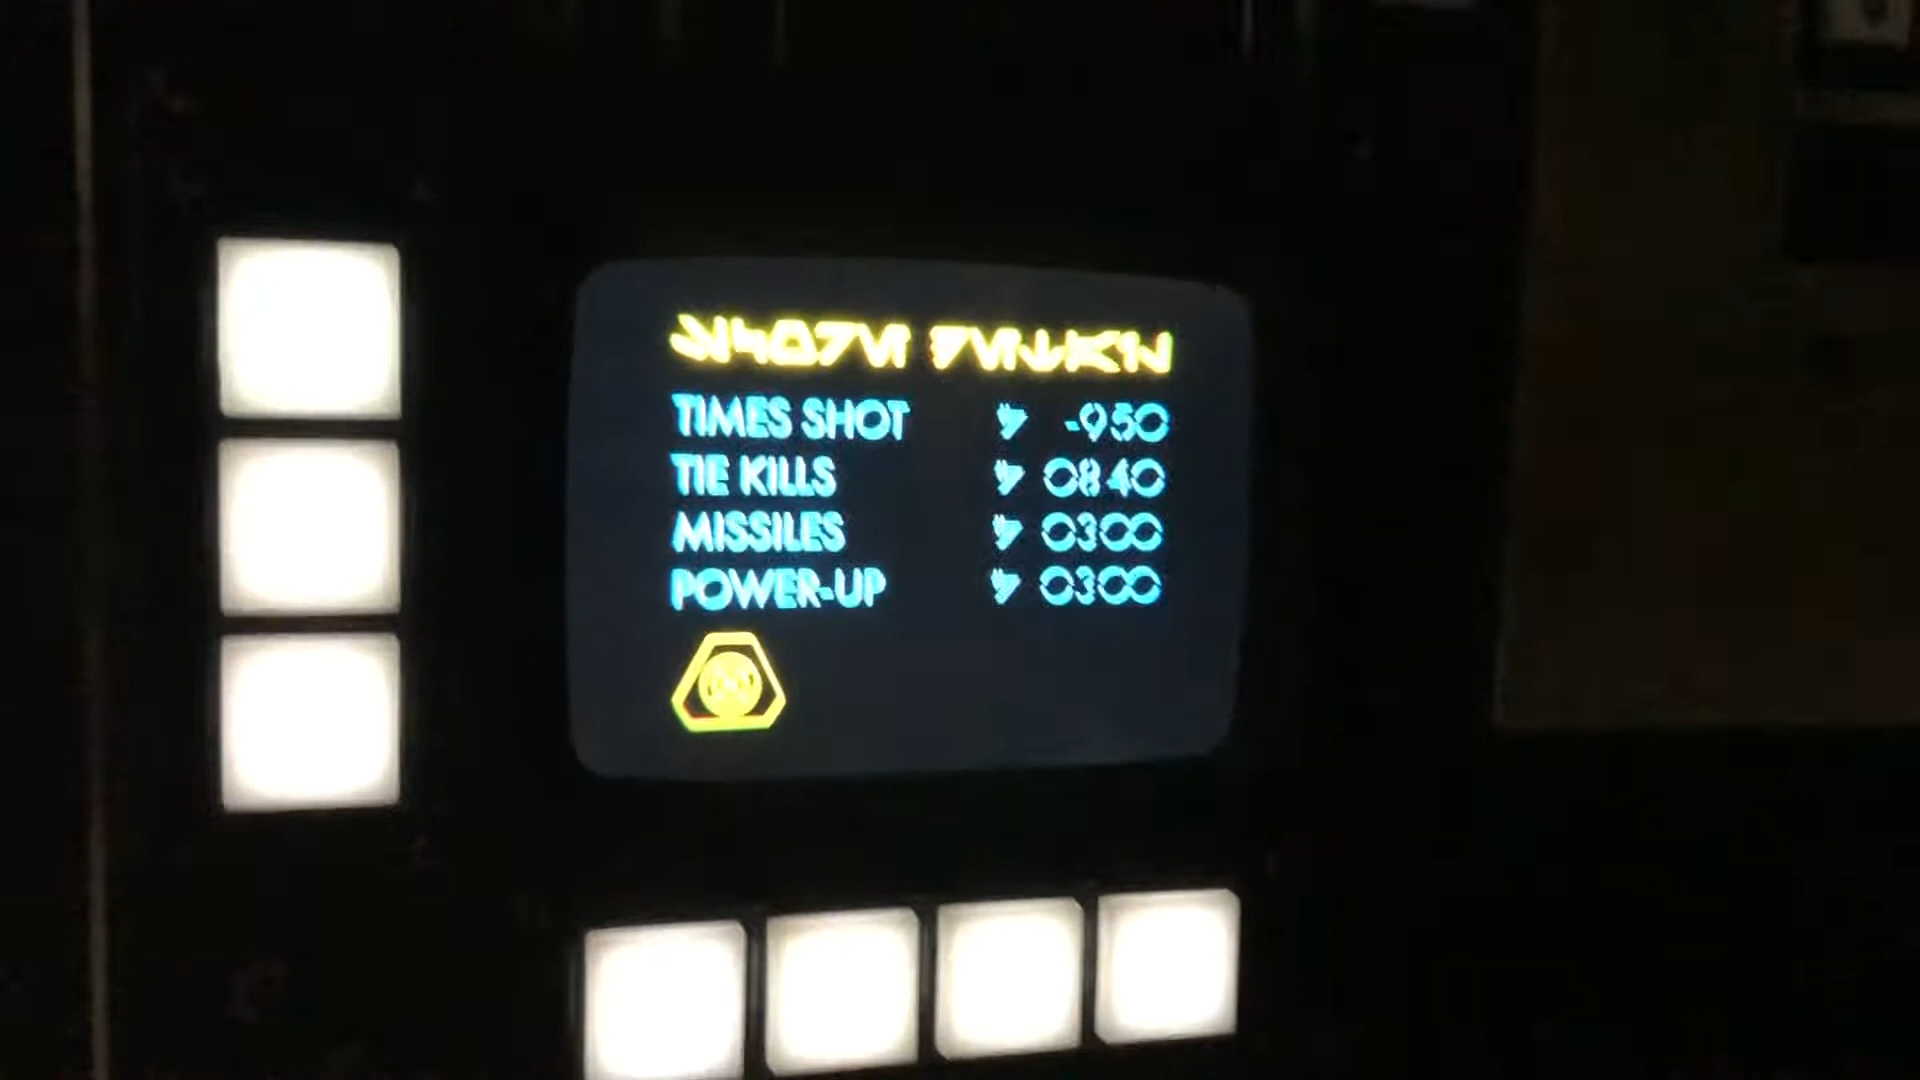 TIMES SHOT -950
TIE KILLS 0840
MISSILES 0300
POWER-UP 0300